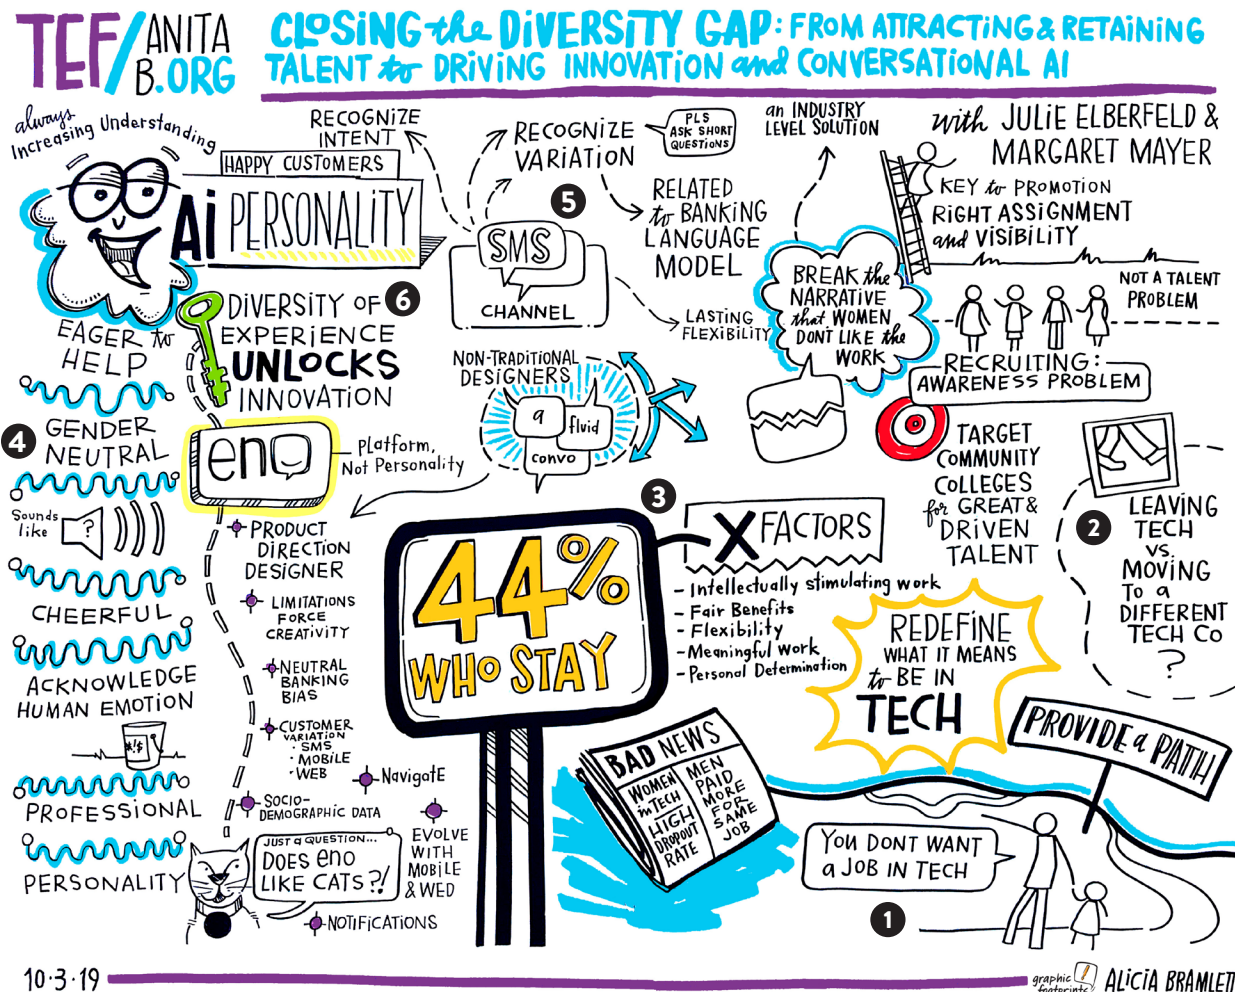 TEF/ANITA
B.ORG
CLOSING the DIVERSITY GAP: FROM ATTRACTING & RETAINING
TALENT to DRIVING INNOVATION and CONVERSATIONAL AI
with JULIE ELBERFELD &
MARGARET MAYER
always
Increasing Understanding
HAPPY CUSTOMERS
Ai PERSONALITY
RECOGNIZE
INTENT
RECOGNIZE
VARIATION
PLS
ASK SHORT
QUESTIONS
5
SMS
CHANNEL
RELATED
to BANKING
LANGUAGE
MODEL
LASTING
FLEXIBILITY
an INDUSTRY
LEVEL SOLUTION
BREAK the
NARRATIVE
that WOMEN
DONT LIKE the
WORK
KEY to PROMOTION
RIGHT ASSIGNMENT
and VISIBILITY
NOT A TALENT
PROBLEM
RECRUITING:
AWARENESS PROBLEM
TARGET
COMMUNITY
COLLEGES
for GREAT &
DRIVEN
TALENT
2
LEAVING
TECH
vs.
MOVING
To a
DIFFERENT
TECH CO
?
6
DIVERSITY OF
EXPERIENCE
UNLOCKS
INNOVATION
EAGER to
HELP
4
GENDER
NEUTRAL
Sounds
like
?
CHEERFUL
ACKNOWLEDGE
HUMAN EMOTION
*!$
PROFESSIONAL
PERSONALITY
eno
Platform,
Not Personality
NON-TRADITIONAL
DESIGNERS
a
fluid
convo
PRODUCT
DIRECTION
DESIGNER
LIMITATIONS
FORCE
CREATIVITY
NEUTRAL
BANKING
BIAS
CUSTOMER
VARIATION
• SMS
• MOBILE
• WEB
NAVIGATE
SOCIO-
DEMOGRAPHIC DATA
EVOLVE
WITH
MOBILE
& WED
NOTIFICATIONS
JUST a QUESTION...
DOES eno
LIKE CATS?!
3
44%
WHO STAY
X FACTORS
- Intellectually stimulating work
- Fair Benefits
- Flexibility
- Meaningful Work
- Personal Determination
REDEFINE
WHAT IT MEANS
to BE IN
TECH
BAD NEWS
WOMEN
in TECH
HIGH
DROPOUT
RATE
MEN
PAID
MORE
FOR
SAME
JOB
PROVIDE a PATH
YOU DONT WANT
a JOB IN TECH
1
10·3·19
graphic
footprints
ALICIA BRAMLETT